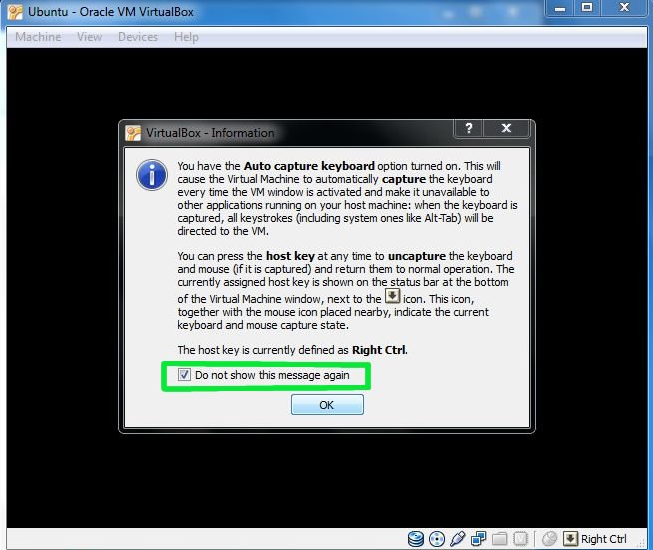 Ubuntu - Oracle VM VirtualBox
Machine View Devices Help
VirtualBox - Information
?
You have the Auto capture keyboard option turned on. This will
cause the Virtual Machine to automatically capture the keyboard
every time the VM window is activated and make it unavailable to
other applications running on your host machine: when the keyboard is
captured, all keystrokes (including system ones like Alt-Tab) will be
directed to the VM.
You can press the host key at any time to uncapture the keyboard
and mouse (if it is captured) and return them to normal operation. The
currently assigned host key is shown on the status bar at the bottom
of the Virtual Machine window, next to the icon. This icon,
together with the mouse icon placed nearby, indicate the current
keyboard and mouse capture state.
The host key is currently defined as Right Ctrl.
Do not show this message again
OK
Right Ctrl